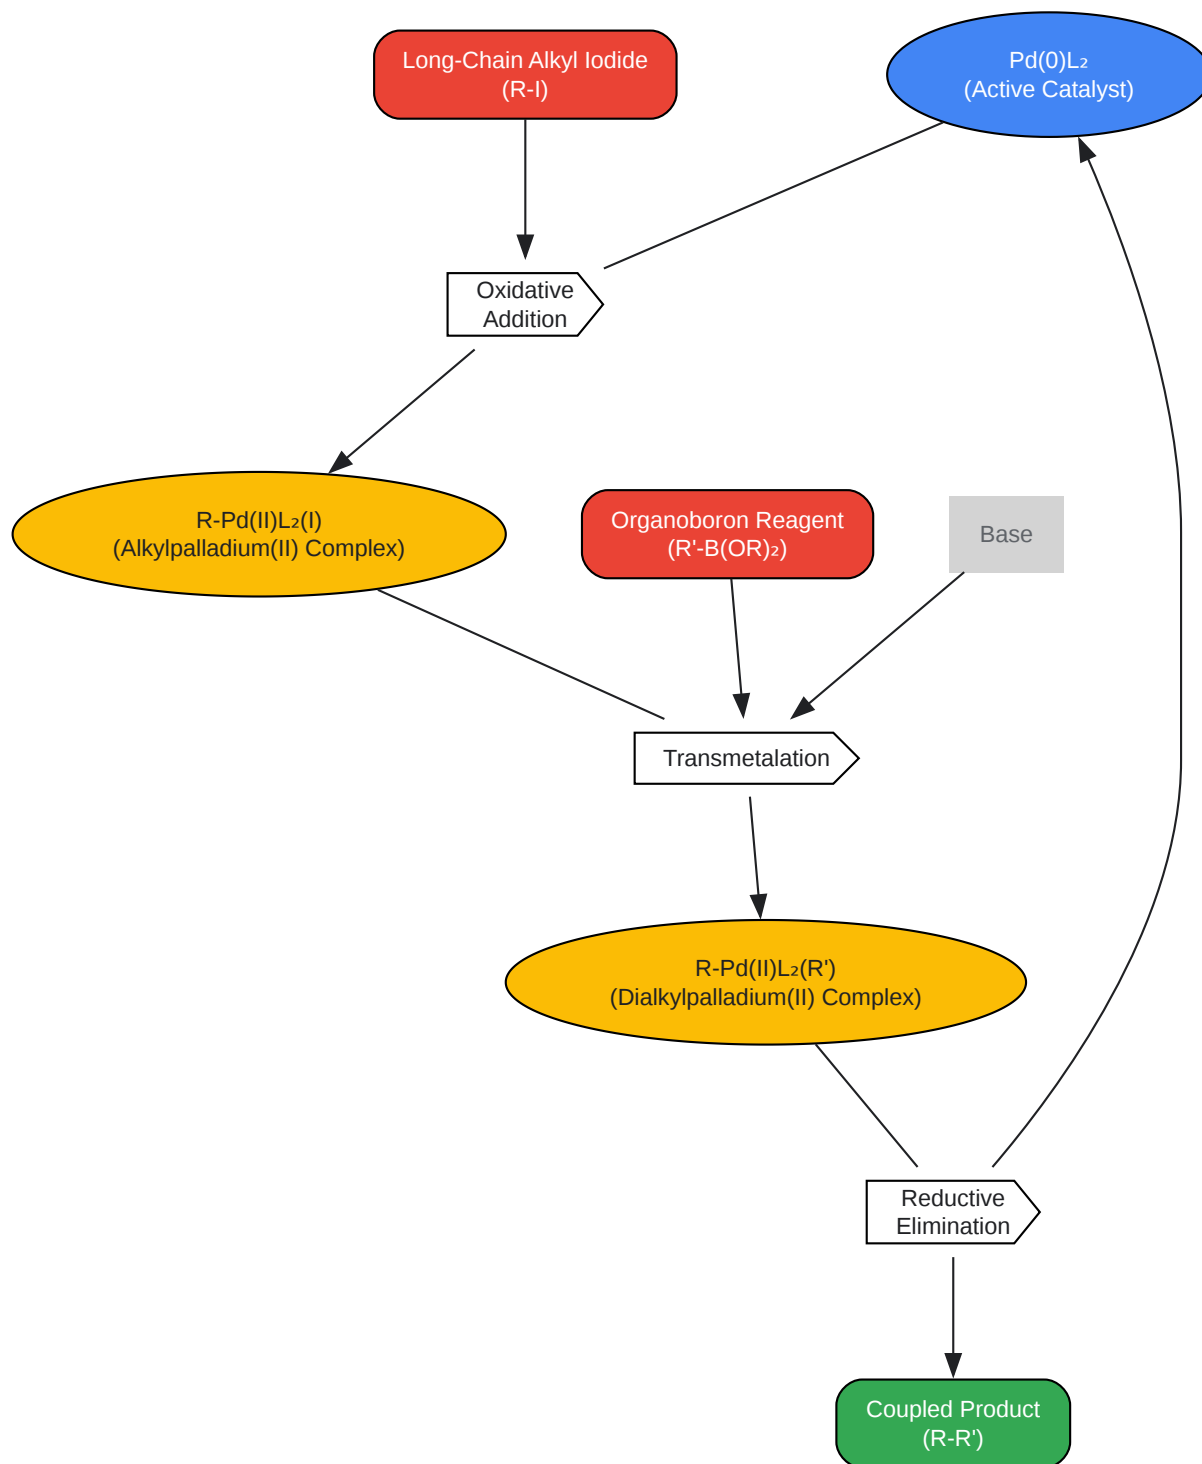 Long-Chain Alkyl Iodide
(R-I)
Pd(0)L₂
(Active Catalyst)
Oxidative
Addition
R-Pd(II)L₂(I)
(Alkylpalladium(II) Complex)
Organoboron Reagent
(R'-B(OR)₂)
Base
Transmetalation
R-Pd(II)L₂(R')
(Dialkylpalladium(II) Complex)
Reductive
Elimination
Coupled Product
(R-R')